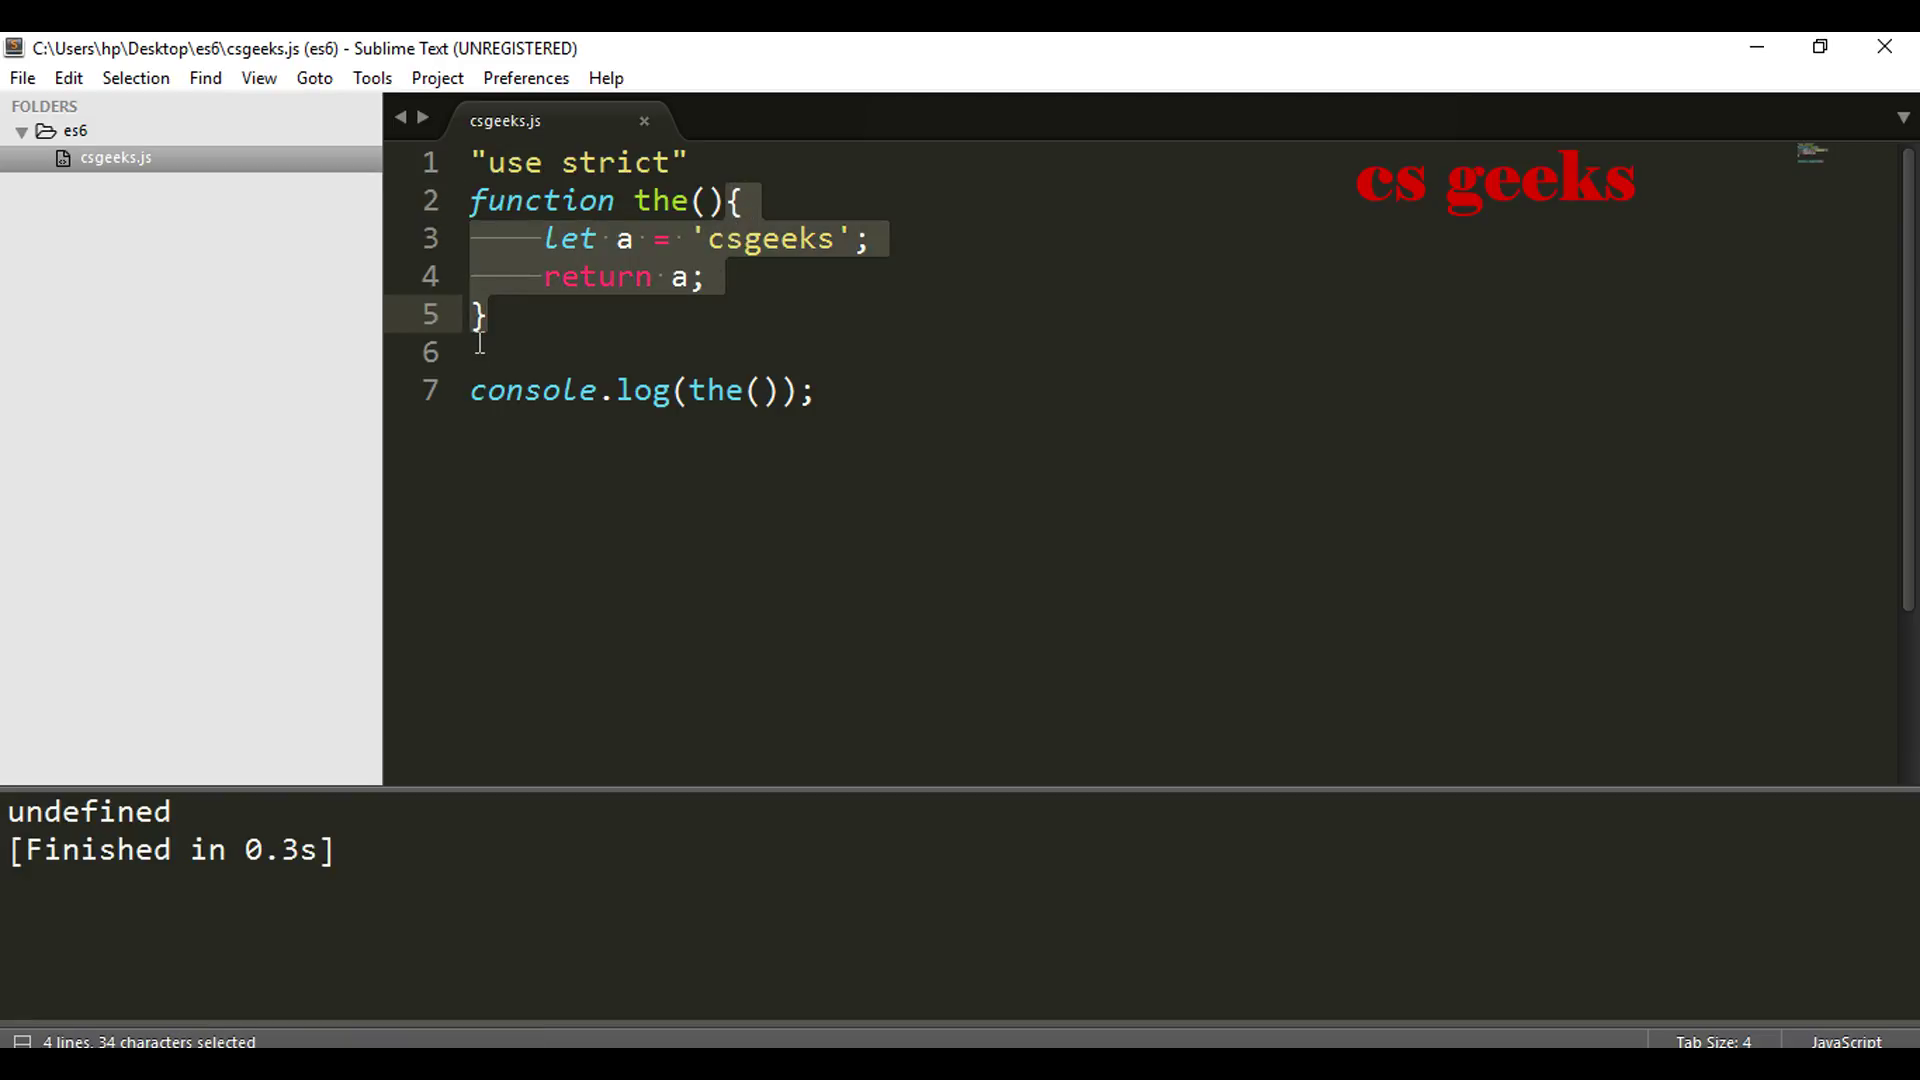 C:\Users\hp\Desktop\es6\csgeeks.js (es6) - Sublime Text (UNREGISTERED)
File Edit Selection Find View Goto Tools Project Preferences Help
FOLDERS
es6
csgeeks.js
csgeeks.js ×
1 "use strict"
2 function the(){
3 let a = 'csgeeks';
4 return a;
5 }
6
7 console.log(the());
cs geeks
undefined
[Finished in 0.3s]
4 lines, 34 characters selected
Tab Size: 4
JavaScript